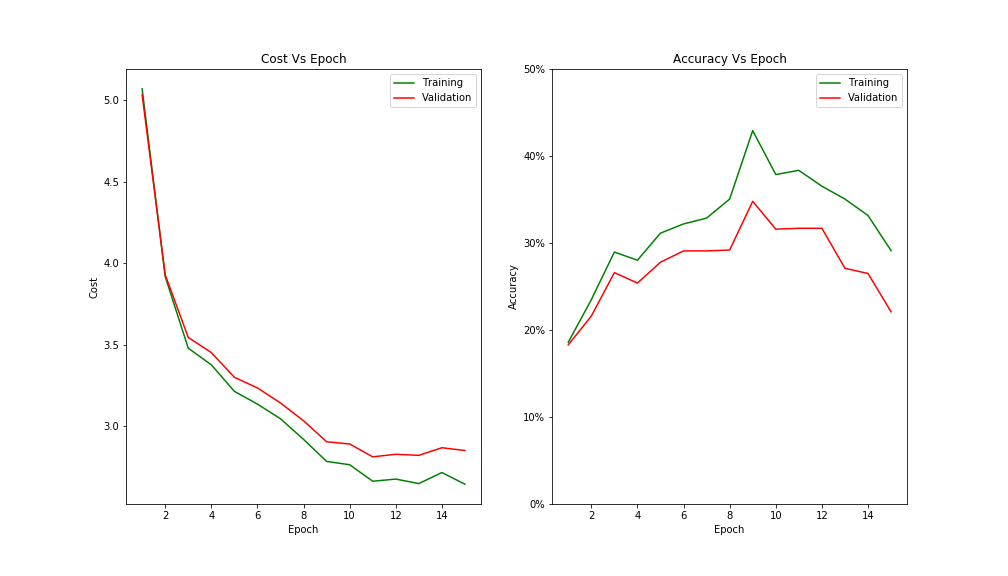 Cost Vs Epoch
Training
Validation
5.0
4.5
4.0
3.5
3.0
Cost
2 4 6 8 10 12 14
Epoch
Accuracy Vs Epoch
Training
Validation
50%
40%
30%
20%
10%
0%
Accuracy
2 4 6 8 10 12 14
Epoch